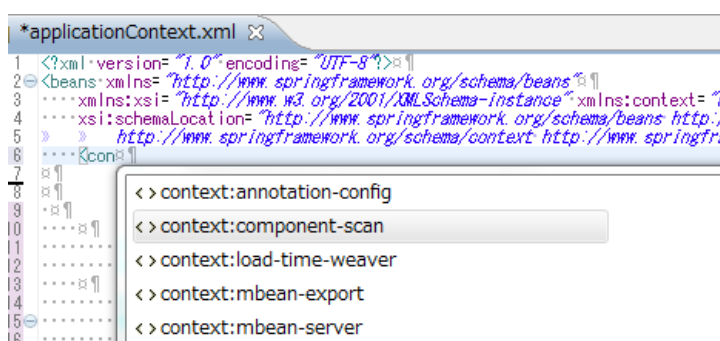 *applicationContext.xml
1 <?xml version="1.0" encoding="UTF-8"?>
2 <beans xmlns="http://www.springframework.org/schema/beans"
3 xmlns:xsi="http://www.w3.org/2001/XMLSchema-instance" xmlns:context="
4 xsi:schemaLocation="http://www.springframework.org/schema/beans http:/
5 http://www.springframework.org/schema/context http://www.springfr
6 <con
7
8
9
10
11
12
13
14
15
16
<> context:annotation-config
<> context:component-scan
<> context:load-time-weaver
<> context:mbean-export
<> context:mbean-server